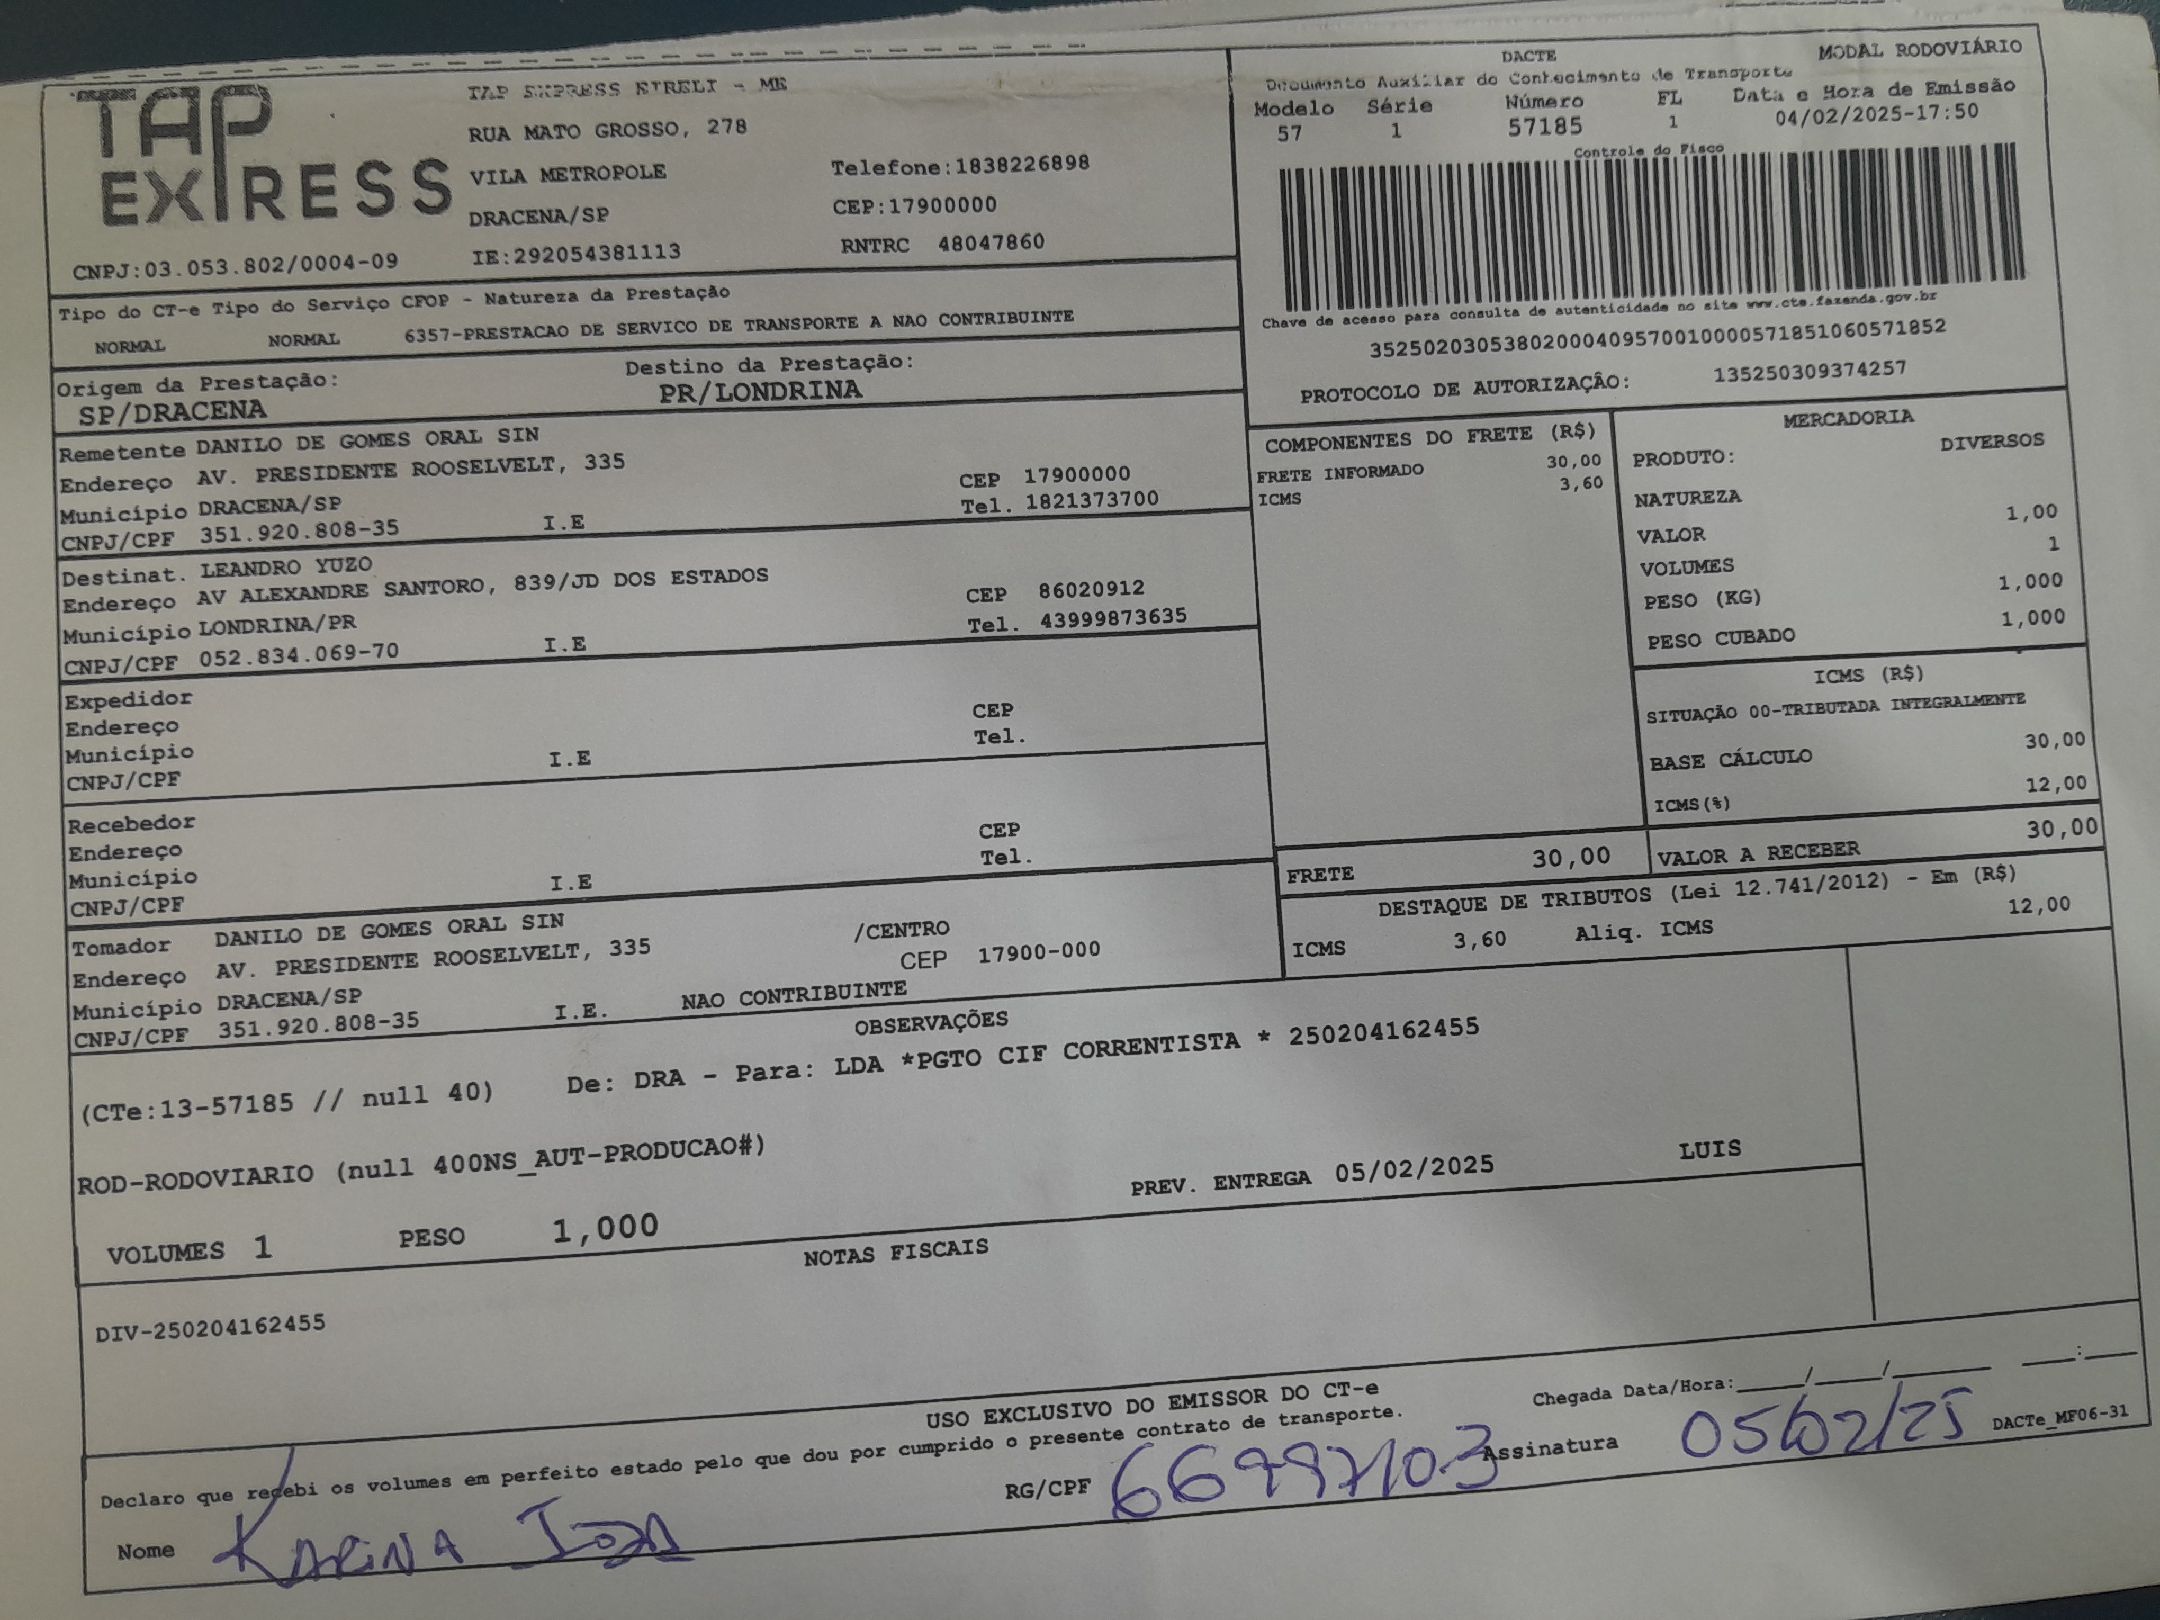 TAP EXPRESS
TAP EXPRESS EIRELI - ME
RUA MATO GROSSO, 278
VILA METROPOLE Telefone:1838226898
DRACENA/SP CEP:17900000
CNPJ:03.053.802/0004-09 IE:292054381113 RNTRC 48047860
DACTE MODAL RODOVIÁRIO
Documento Auxiliar do Conhecimento de Transporte
Modelo Série Número FL Data e Hora de Emissão
57 1 57185 1 04/02/2025-17:50
Controle do Fisco
Chave de acesso para consulta de autenticidade no site www.cte.fazenda.gov.br
35250203053802000409570010000571851060571852
PROTOCOLO DE AUTORIZAÇÃO: 135250309374257
Tipo do CT-e Tipo do Serviço CFOP - Natureza da Prestação
NORMAL NORMAL 6357-PRESTACAO DE SERVICO DE TRANSPORTE A NAO CONTRIBUINTE
Origem da Prestação: Destino da Prestação:
SP/DRACENA PR/LONDRINA
Remetente DANILO DE GOMES ORAL SIN
Endereço AV. PRESIDENTE ROOSELVELT, 335 CEP 17900000
Município DRACENA/SP Tel. 1821373700
CNPJ/CPF 351.920.808-35 I.E
Destinat. LEANDRO YUZO
Endereço AV ALEXANDRE SANTORO, 839/JD DOS ESTADOS CEP 86020912
Município LONDRINA/PR Tel. 43999873635
CNPJ/CPF 052.834.069-70 I.E
Expedidor
Endereço CEP
Município Tel.
CNPJ/CPF I.E
Recebedor
Endereço CEP
Município Tel.
CNPJ/CPF I.E
Tomador DANILO DE GOMES ORAL SIN /CENTRO
Endereço AV. PRESIDENTE ROOSELVELT, 335 CEP 17900-000
Município DRACENA/SP
CNPJ/CPF 351.920.808-35 I.E. NAO CONTRIBUINTE
COMPONENTES DO FRETE (R$)
FRETE INFORMADO 30,00
ICMS 3,60
MERCADORIA
PRODUTO: DIVERSOS
NATUREZA
VALOR 1,00
VOLUMES 1
PESO (KG) 1,000
PESO CUBADO 1,000
ICMS (R$)
SITUAÇÃO 00-TRIBUTADA INTEGRALMENTE
BASE CÁLCULO 30,00
ICMS(%) 12,00
FRETE 30,00 VALOR A RECEBER 30,00
DESTAQUE DE TRIBUTOS (Lei 12.741/2012) - Em (R$)
ICMS 3,60 Aliq. ICMS 12,00
OBSERVAÇÕES
(CTe:13-57185 // null 40) De: DRA - Para: LDA *PGTO CIF CORRENTISTA * 250204162455
ROD-RODOVIARIO (null 400NS_AUT-PRODUCAO#)
PREV. ENTREGA 05/02/2025 LUIS
VOLUMES 1 PESO 1,000
NOTAS FISCAIS
DIV-250204162455
USO EXCLUSIVO DO EMISSOR DO CT-e
Chegada Data/Hora:____/____/____ ___:___
Declaro que recebi os volumes em perfeito estado pelo que dou por cumprido o presente contrato de transporte.
Nome KARINA RG/CPF Assinatura 05/02/25 DACTe_MF06-31